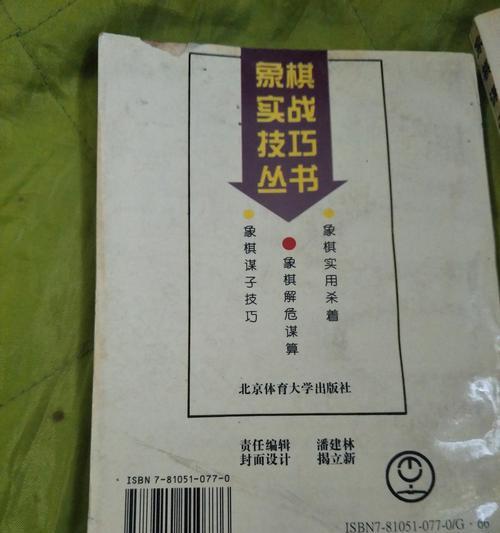 象棋
实战
技巧
丛书
象棋实用杀着
象棋解危谋算
象棋谋子技巧
北京体育大学出版社
责任编辑 潘建林
封面设计 揭立新
ISBN 7-81051-077-0
ISBN7-81051-077-0/G·66